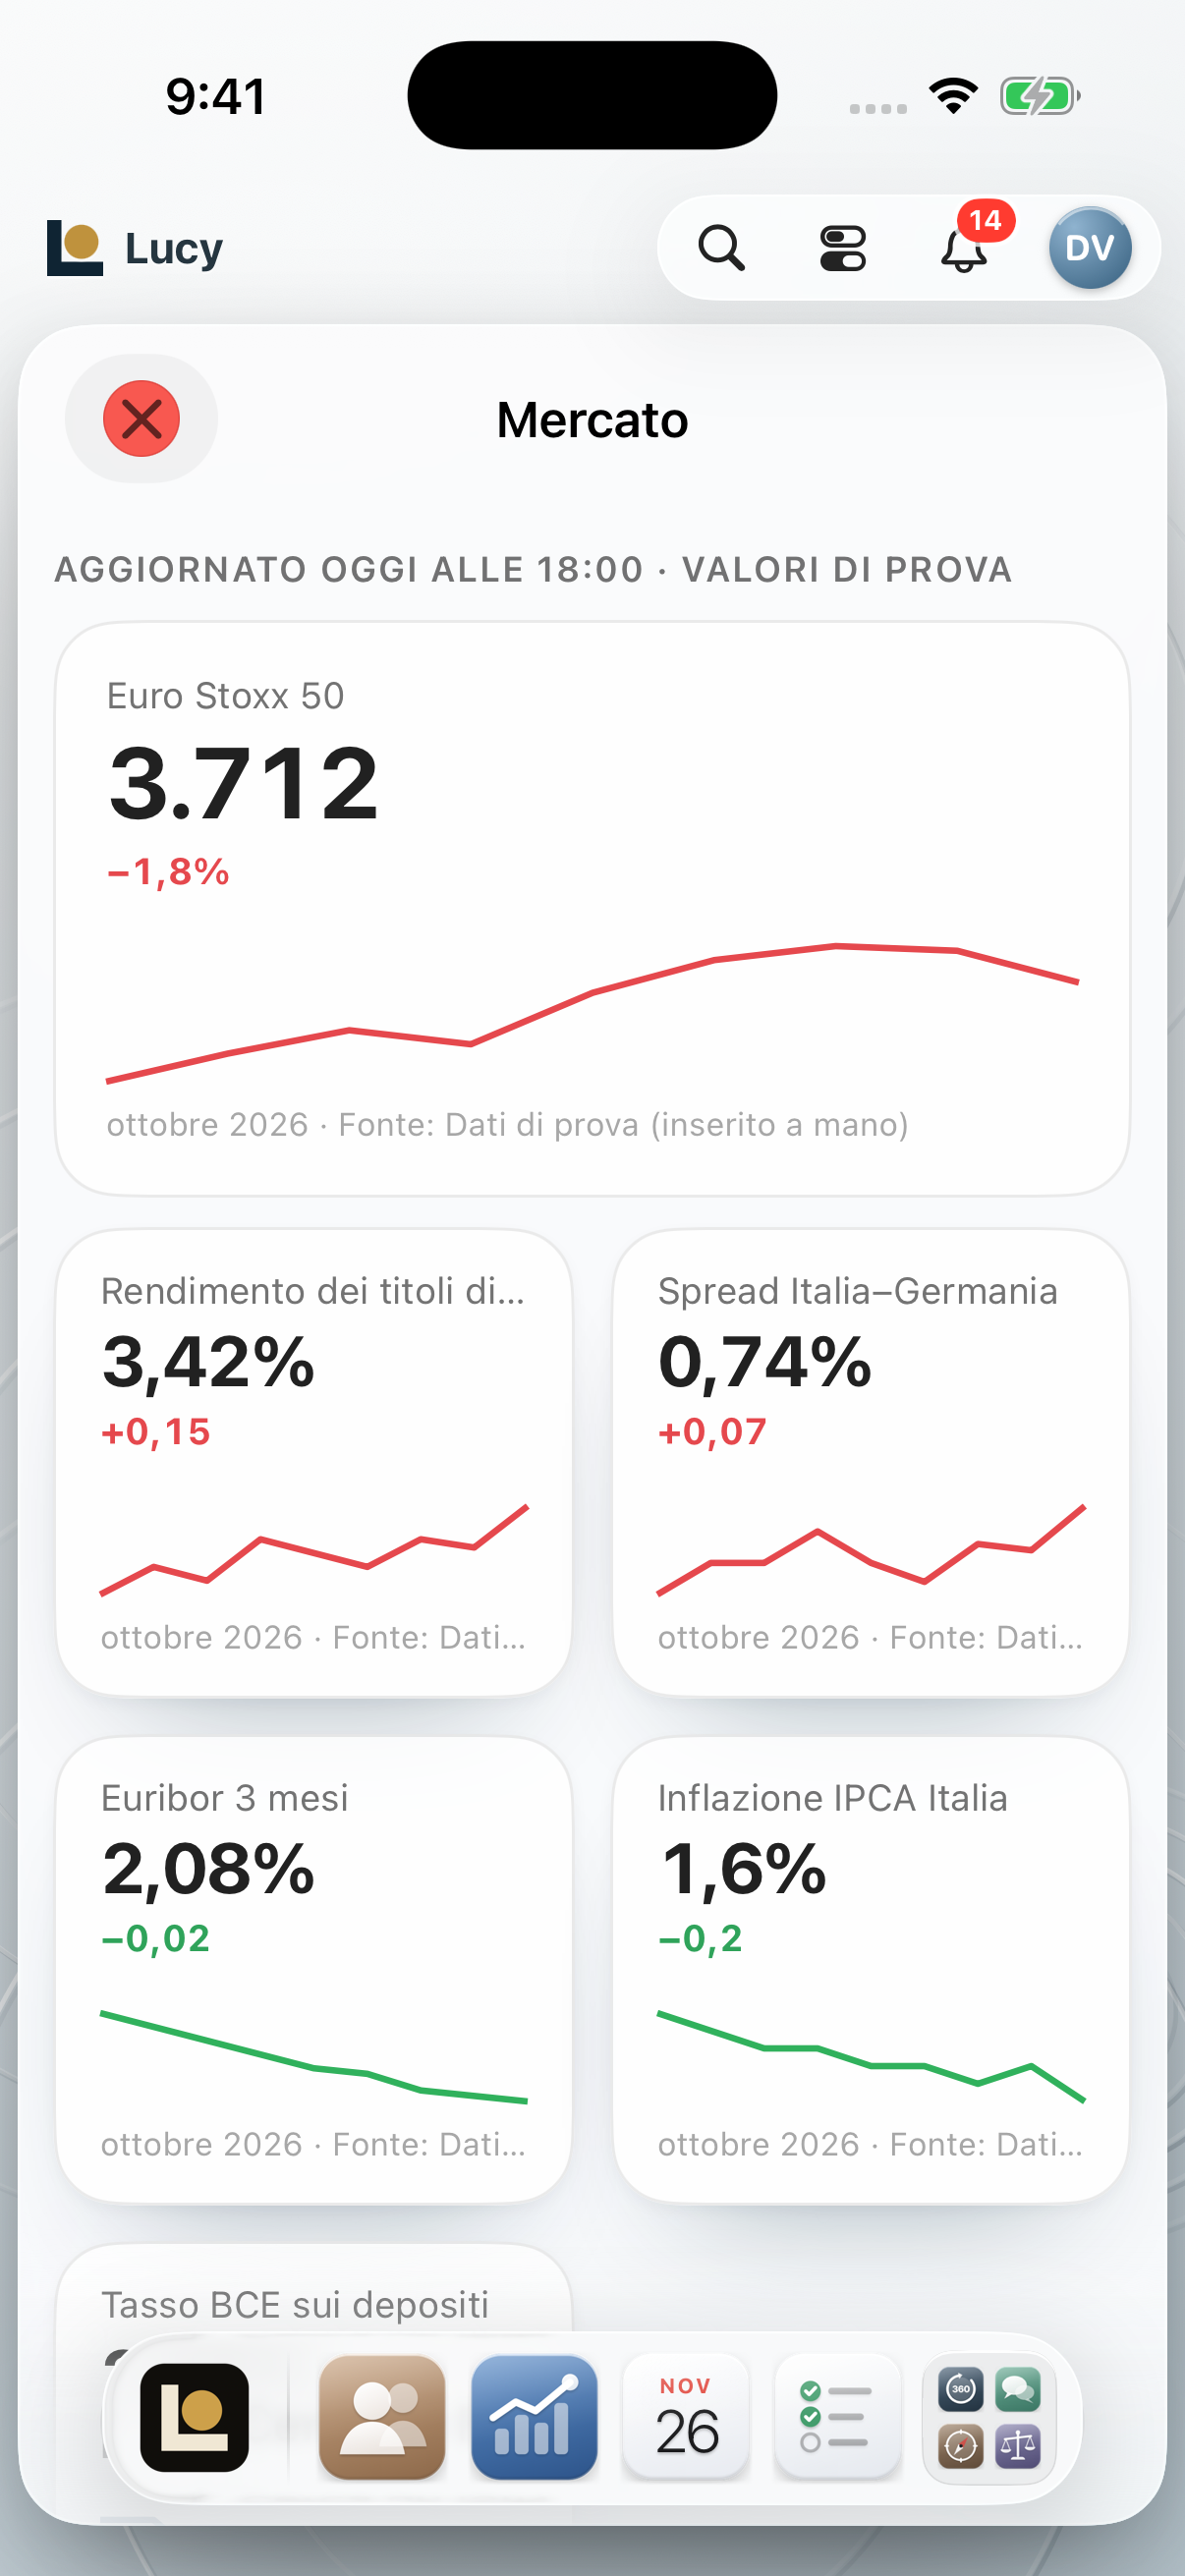 9:41
Lucy
14
DV
Mercato
AGGIORNATO OGGI ALLE 18:00 · VALORI DI PROVA
Euro Stoxx 50
3.712
−1,8%
ottobre 2026 · Fonte: Dati di prova (inserito a mano)
Rendimento dei titoli di…
3,42%
+0,15
ottobre 2026 · Fonte: Dati…
Spread Italia–Germania
0,74%
+0,07
ottobre 2026 · Fonte: Dati…
Euribor 3 mesi
2,08%
−0,02
ottobre 2026 · Fonte: Dati…
Inflazione IPCA Italia
1,6%
−0,2
ottobre 2026 · Fonte: Dati…
Tasso BCE sui depositi
NOV
26
360